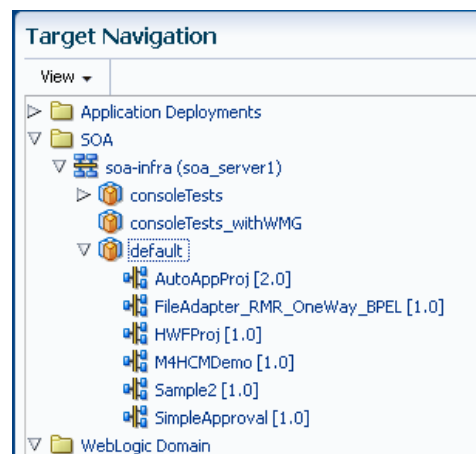 Target Navigation
View
Application Deployments
SOA
soa-infra (soa_server1)
consoleTests
consoleTests_withWMG
default
AutoAppProj [2.0]
FileAdapter_RMR_OneWay_BPEL [1.0]
HWFProj [1.0]
M4HCMDemo [1.0]
Sample2 [1.0]
SimpleApproval [1.0]
WebLogic Domain